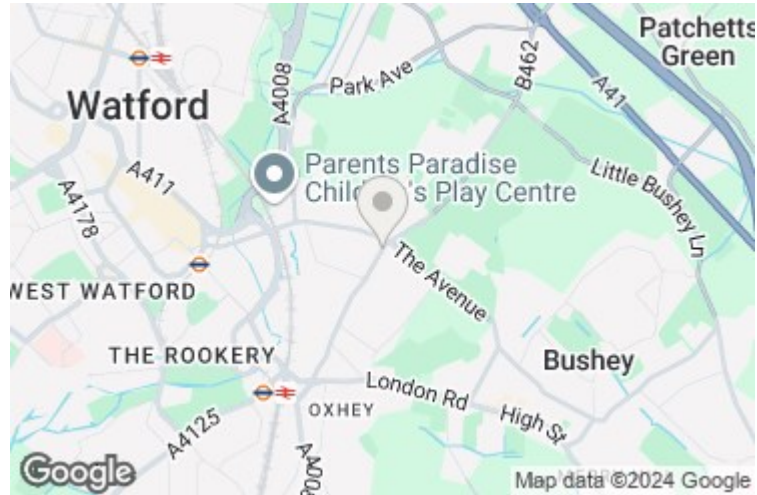 Patchetts
Green
Watford
A4008
Park Ave
B462
A41
A411
Parents Paradise
Children's Play Centre
Little Bushey Ln
A4178
The Avenue
WEST WATFORD
THE ROOKERY
Bushey
London Rd
OXHEY
High St
A4125
Google
Map data ©2024 Google